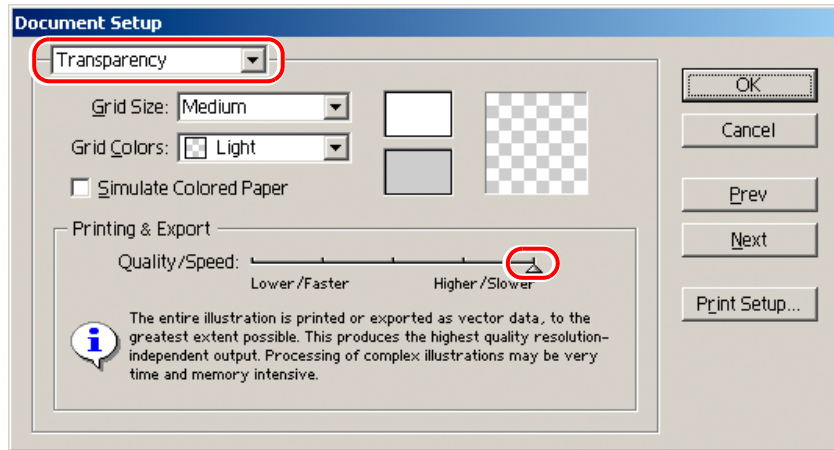 Document Setup
Transparency
Grid Size: Medium
Grid Colors: Light
Simulate Colored Paper
Printing & Export
Quality/Speed:
Lower/Faster Higher/Slower
The entire illustration is printed or exported as vector data, to the
greatest extent possible. This produces the highest quality resolution-
independent output. Processing of complex illustrations may be very
time and memory intensive.
OK
Cancel
Prev
Next
Print Setup...